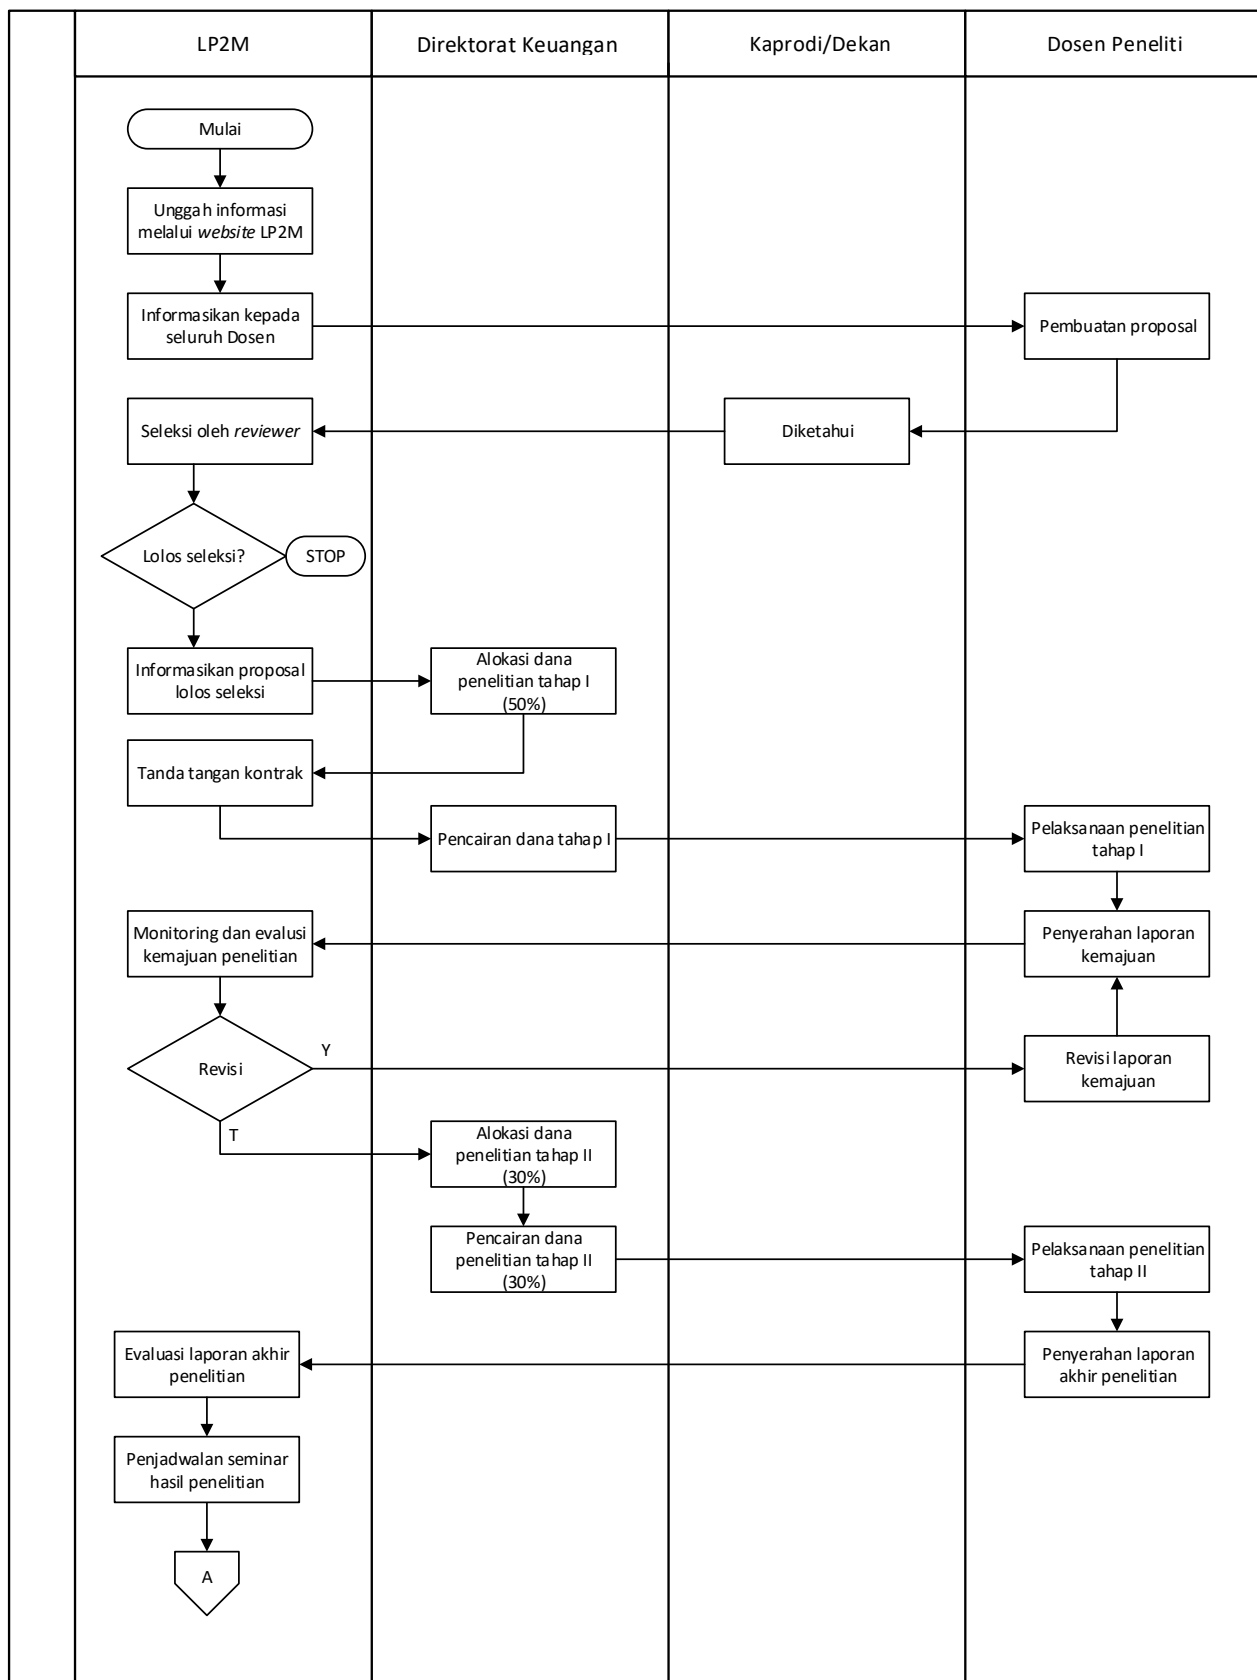 LP2M
Direktorat Keuangan
Kaprodi/Dekan
Dosen Peneliti
Mulai
Unggah informasi
melalui website LP2M
Informasikan kepada
seluruh Dosen
Pembuatan proposal
Seleksi oleh reviewer
Diketahui
Lolos seleksi?
STOP
Informasikan proposal
lolos seleksi
Alokasi dana
penelitian tahap I
(50%)
Tanda tangan kontrak
Pencairan dana tahap I
Pelaksanaan penelitian
tahap I
Monitoring dan evalusi
kemajuan penelitian
Penyerahan laporan
kemajuan
Revisi
Y
Revisi laporan
kemajuan
T
Alokasi dana
penelitian tahap II
(30%)
Pencairan dana
penelitian tahap II
(30%)
Pelaksanaan penelitian
tahap II
Evaluasi laporan akhir
penelitian
Penyerahan laporan
akhir penelitian
Penjadwalan seminar
hasil penelitian
A